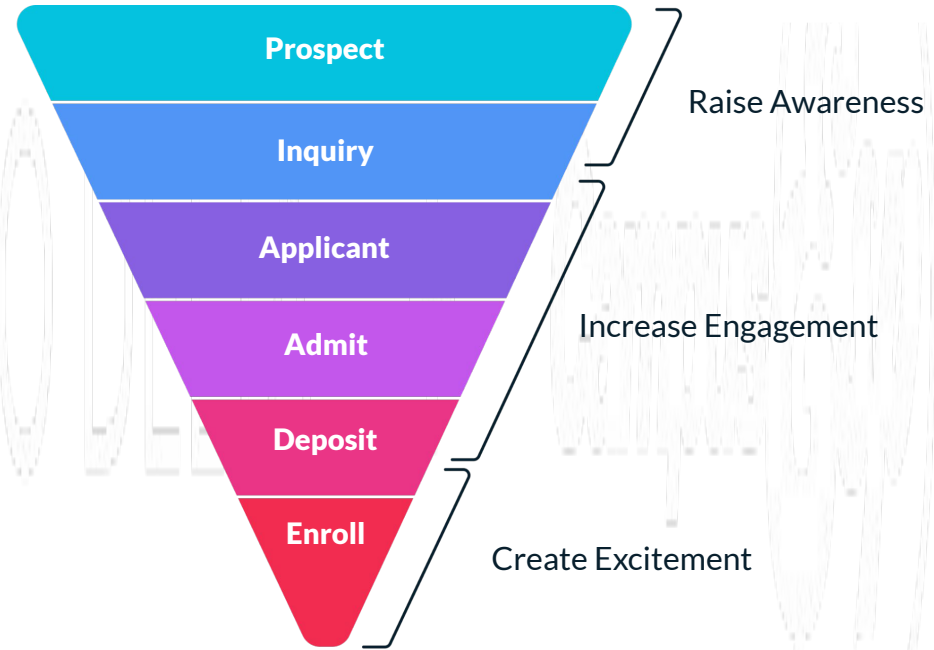 Prospect
Raise Awareness
Inquiry
Applicant
Increase Engagement
Admit
Deposit
Enroll
Create Excitement